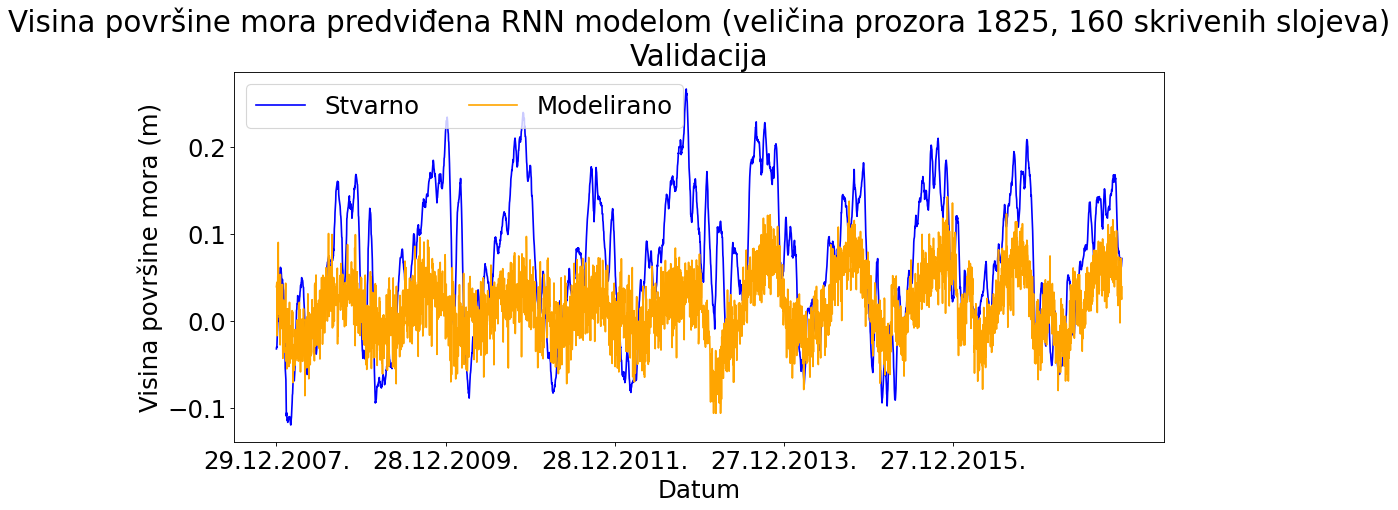 Visina površine mora predviđena RNN modelom (veličina prozora 1825, 160 skrivenih slojeva)
Validacija
Stvarno Modelirano
Visina površine mora (m)
0.2
0.1
0.0
−0.1
29.12.2007. 28.12.2009. 28.12.2011. 27.12.2013. 27.12.2015.
Datum